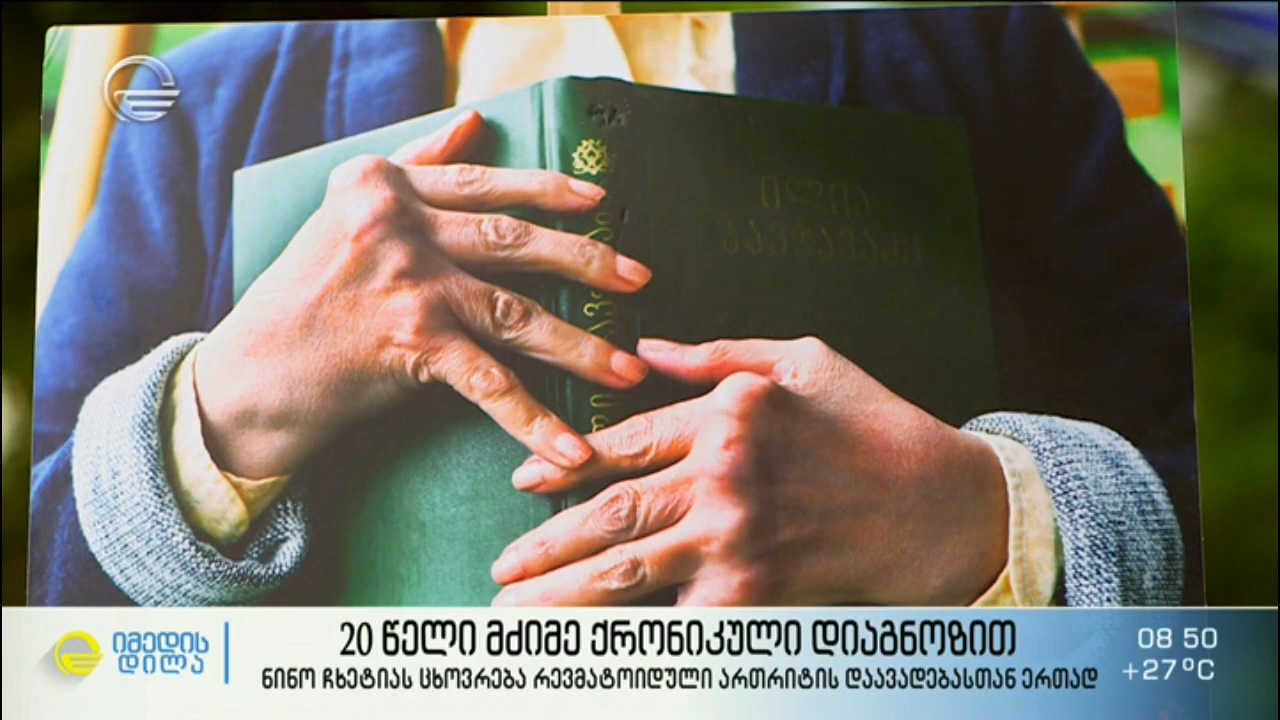 ილია
ჭავჭავაძე
იმედის
დილა
20 წელი მძიმე ქრონიკული დიაგნოზით
ნინო ჩხეტიას ცხოვრება რევმატოიდული ართრიტის დაავადებასთან ერთად
08 50
+27°C